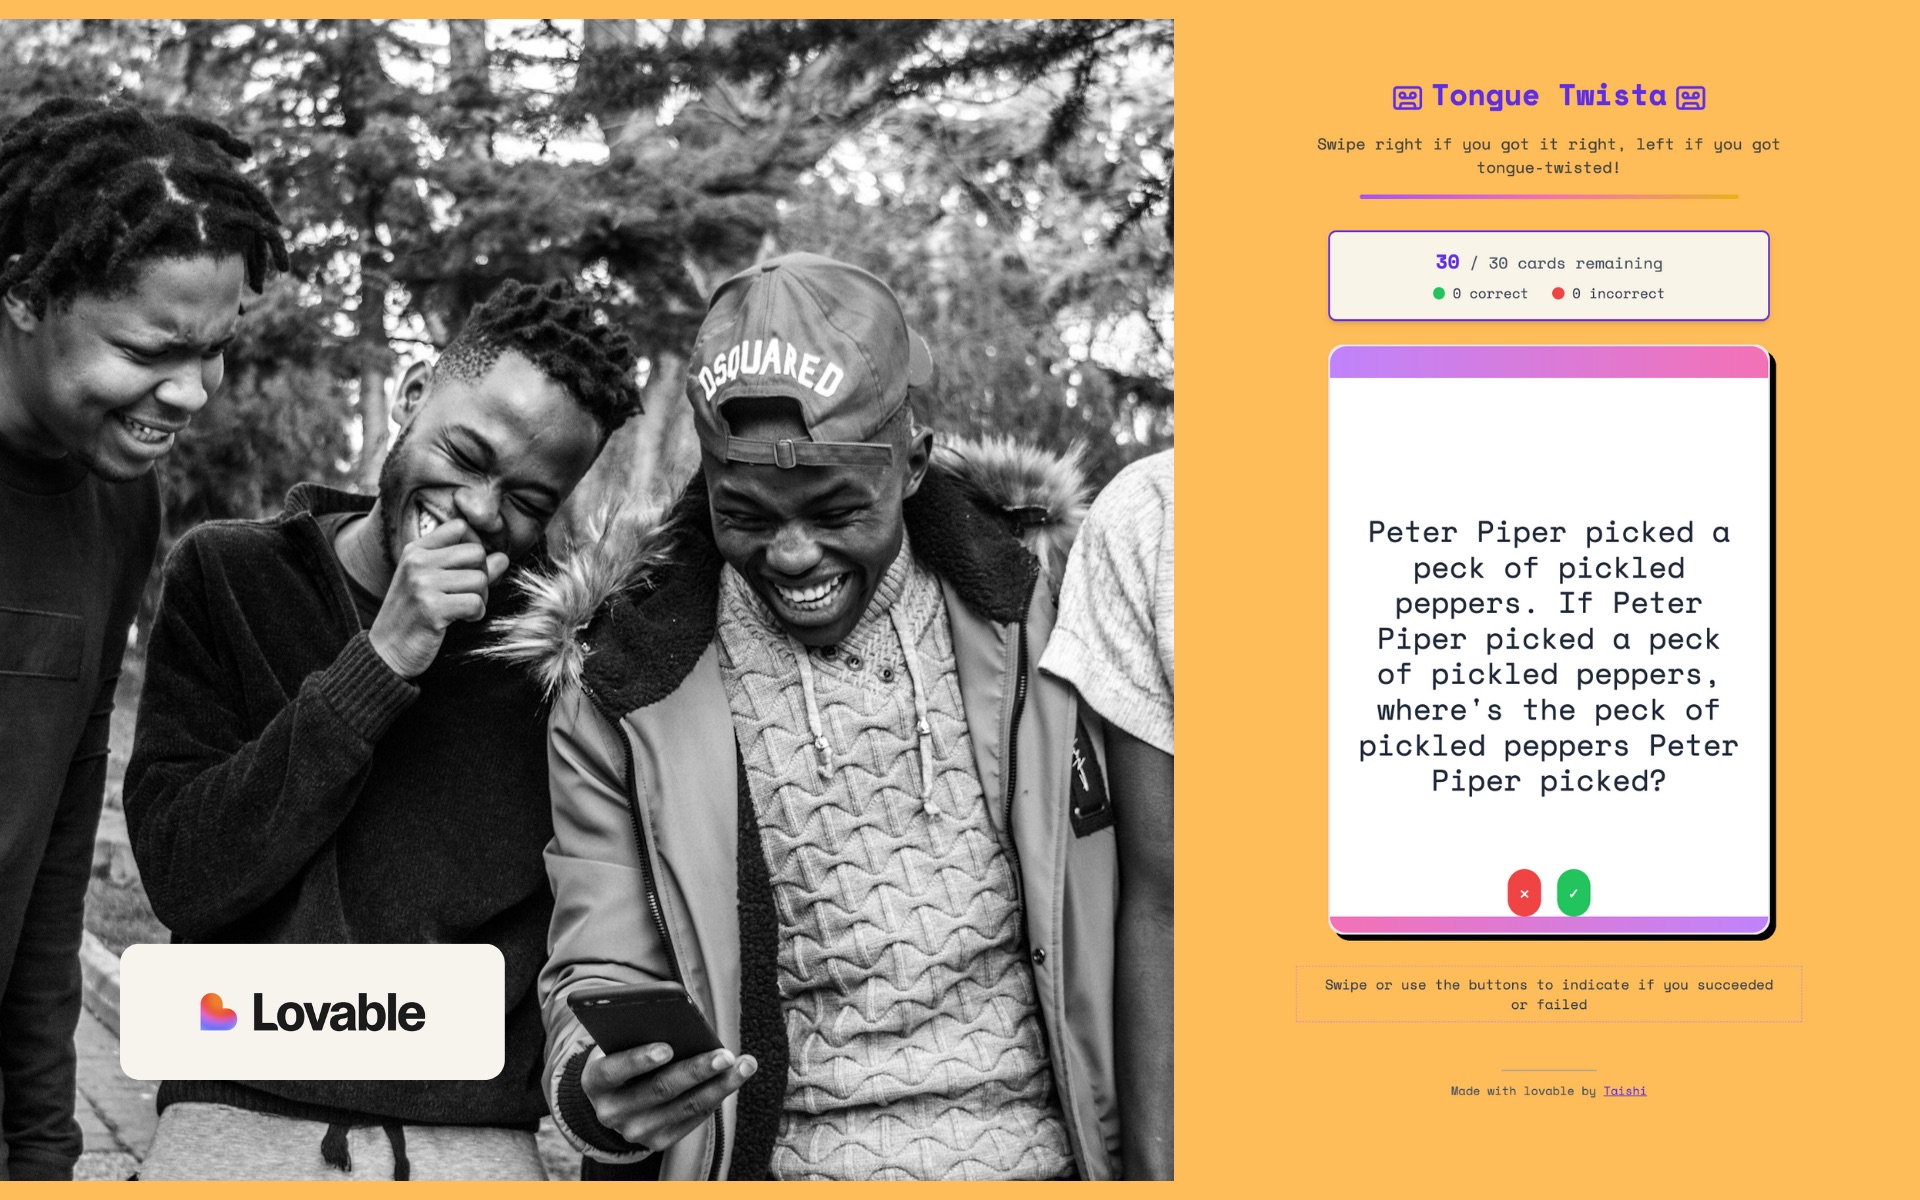 DSQUARED
Lovable
Tongue Twista
Swipe right if you got it right, left if you got
tongue-twisted!
30 / 30 cards remaining
0 correct 0 incorrect
Peter Piper picked a
peck of pickled
peppers. If Peter
Piper picked a peck
of pickled peppers,
where's the peck of
pickled peppers Peter
Piper picked?
× ✓
Swipe or use the buttons to indicate if you succeeded
or failed
Made with lovable by Taishi